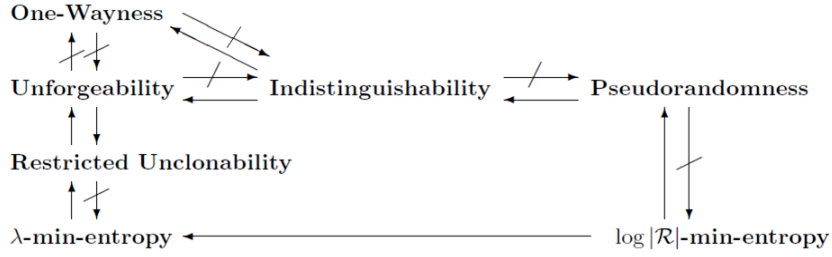 One-Wayness
Unforgeability Indistinguishability Pseudorandomness
Restricted Unclonability
λ-min-entropy log |ℛ|-min-entropy